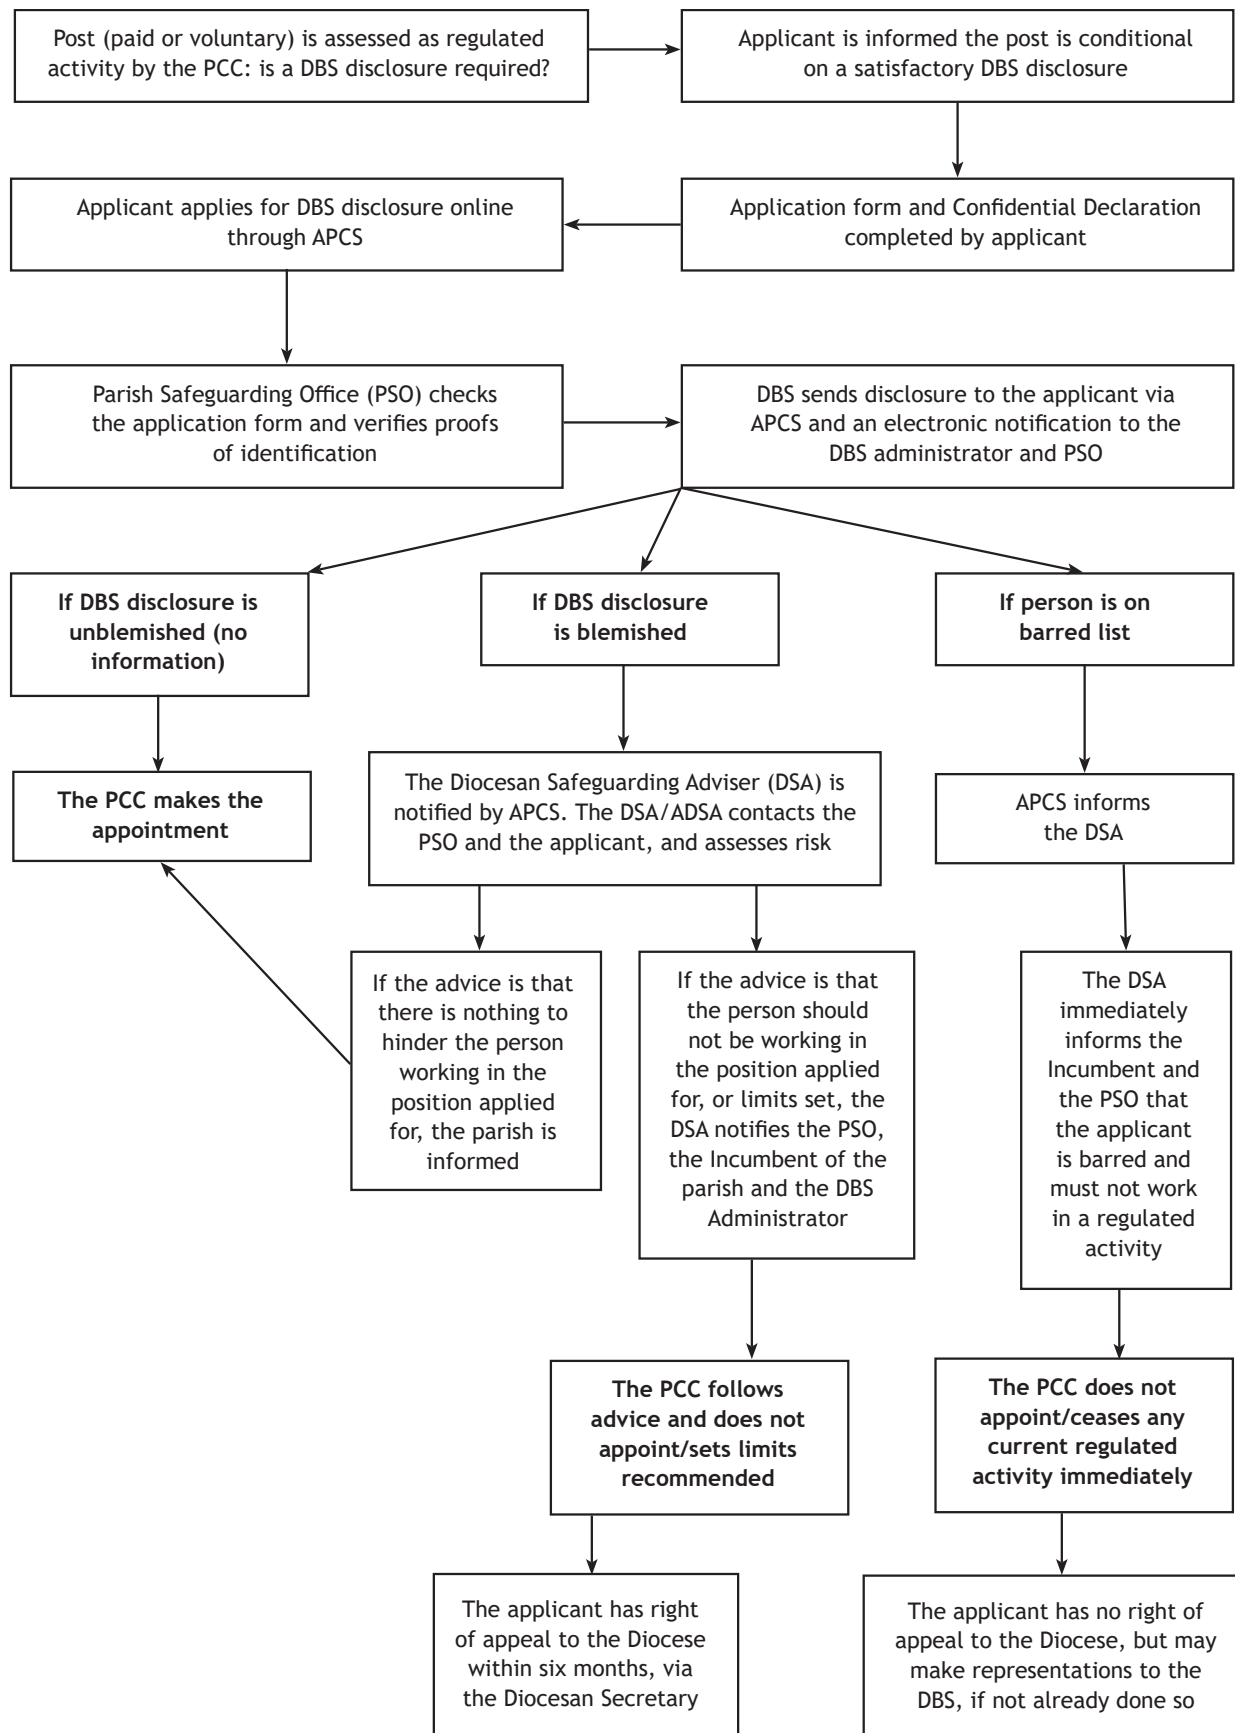 Post (paid or voluntary) is assessed as regulated
activity by the PCC: is a DBS disclosure required?
Applicant is informed the post is conditional
on a satisfactory DBS disclosure
Applicant applies for DBS disclosure online
through APCS
Application form and Confidential Declaration
completed by applicant
Parish Safeguarding Office (PSO) checks
the application form and verifies proofs
of identification
DBS sends disclosure to the applicant via
APCS and an electronic notification to the
DBS administrator and PSO
If DBS disclosure is
unblemished (no
information)
If DBS disclosure
is blemished
If person is on
barred list
The PCC makes the
appointment
The Diocesan Safeguarding Adviser (DSA) is
notified by APCS. The DSA/ADSA contacts the
PSO and the applicant, and assesses risk
APCS informs
the DSA
If the advice is that
there is nothing to
hinder the person
working in the
position applied
for, the parish is
informed
If the advice is that
the person should
not be working in
the position applied
for, or limits set, the
DSA notifies the PSO,
the Incumbent of the
parish and the DBS
Administrator
The DSA
immediately
informs the
Incumbent and
the PSO that
the applicant
is barred and
must not work
in a regulated
activity
The PCC follows
advice and does not
appoint/sets limits
recommended
The PCC does not
appoint/ceases any
current regulated
activity immediately
The applicant has right
of appeal to the Diocese
within six months, via
the Diocesan Secretary
The applicant has no right of
appeal to the Diocese, but may
make representations to the
DBS, if not already done so